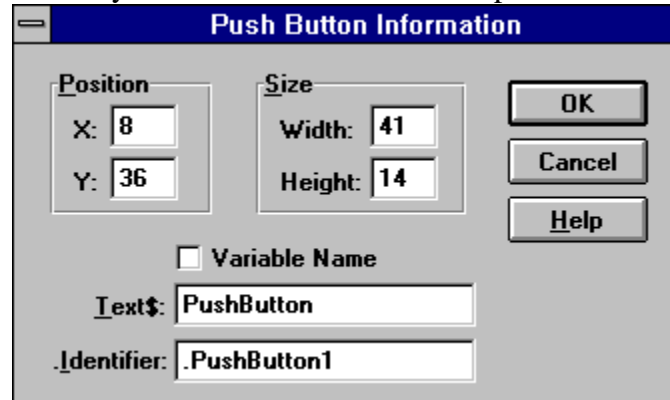 Push Button Information
Position
X: 8
Y: 36
Size
Width: 41
Height: 14
OK
Cancel
Help
Variable Name
Text$: PushButton
.Identifier: .PushButton1